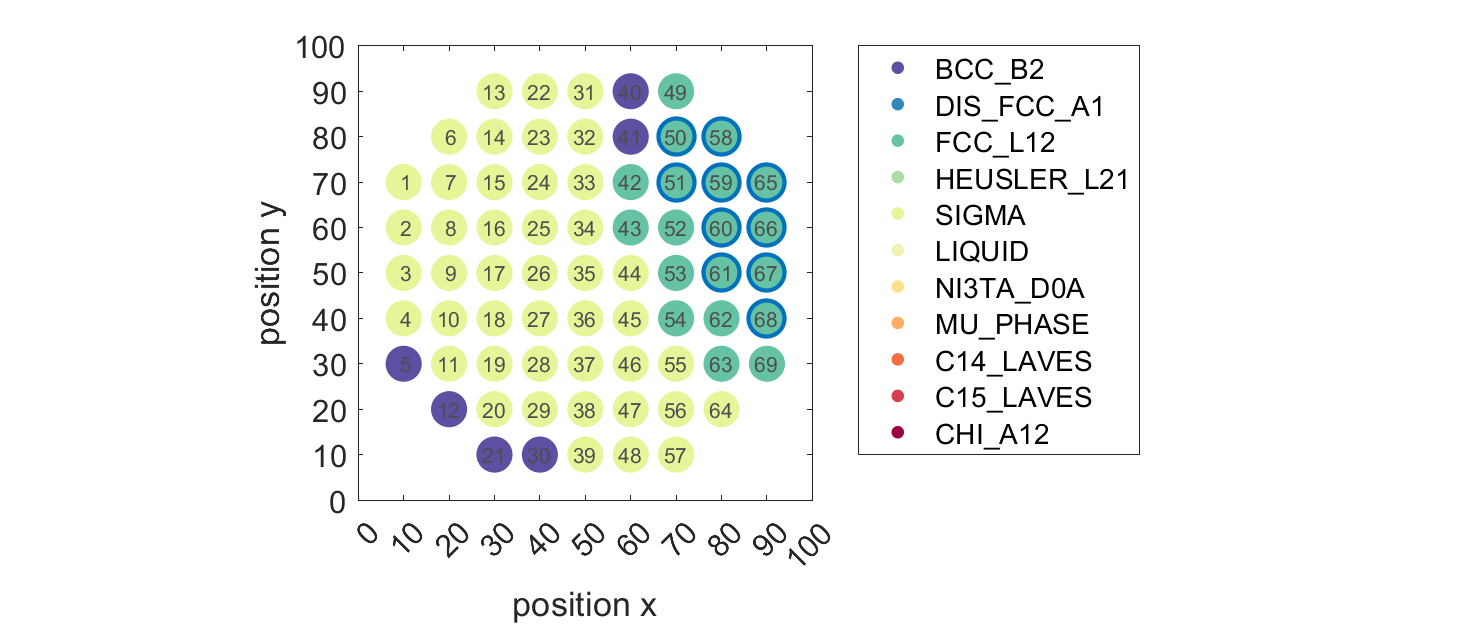 100
90
80
70
60
50
40
30
20
10
0
position y
13 22 31 40 49
6 14 23 32 41 50 58
1 7 15 24 33 42 51 59 65
2 8 16 25 34 43 52 60 66
3 9 17 26 35 44 53 61 67
4 10 18 27 36 45 54 62 68
5 11 19 28 37 46 55 63 69
12 20 29 38 47 56 64
21 30 39 48 57
0 10 20 30 40 50 60 70 80 90 100
position x
BCC_B2
DIS_FCC_A1
FCC_L12
HEUSLER_L21
SIGMA
LIQUID
NI3TA_D0A
MU_PHASE
C14_LAVES
C15_LAVES
CHI_A12